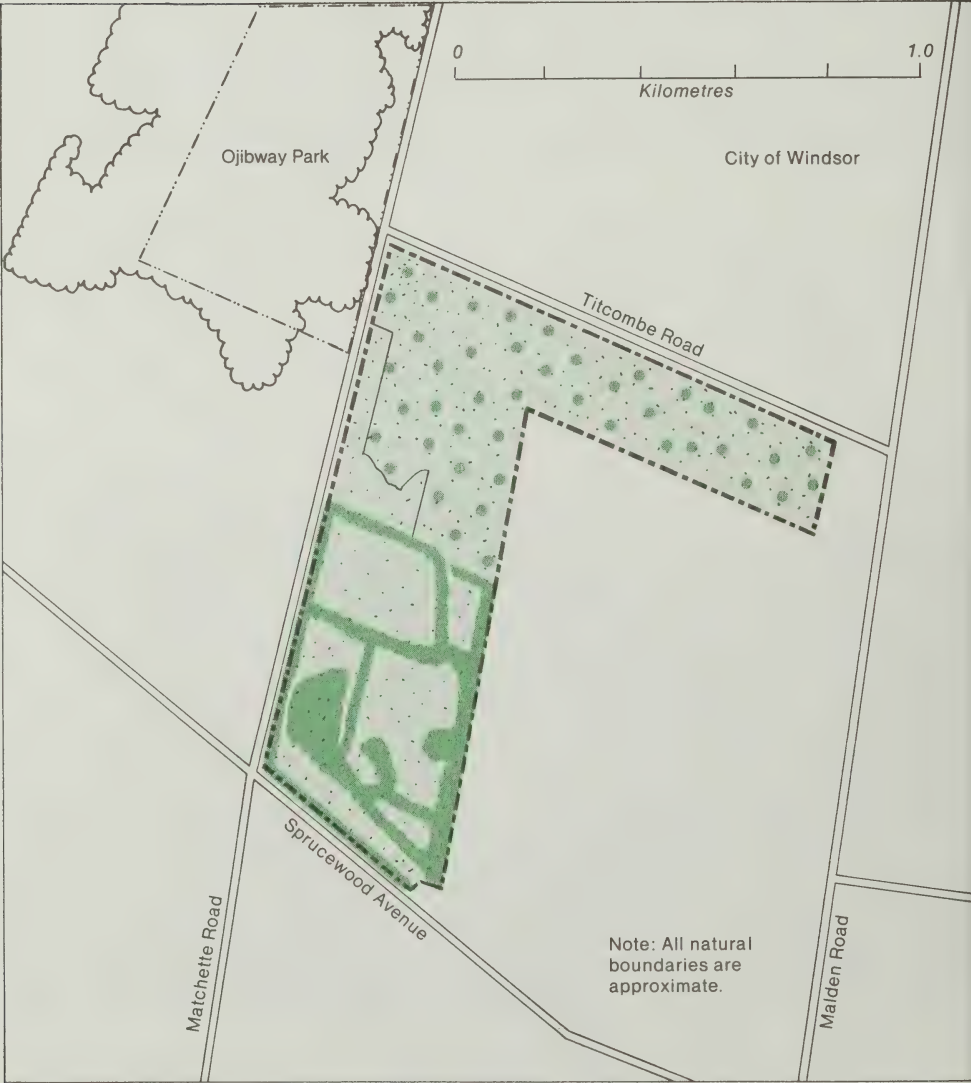 0 1.0
Kilometres
Ojibway Park
City of Windsor
Titcombe Road
Sprucewood Avenue
Matchette Road
Note: All natural
boundaries are
approximate.
Malden Road